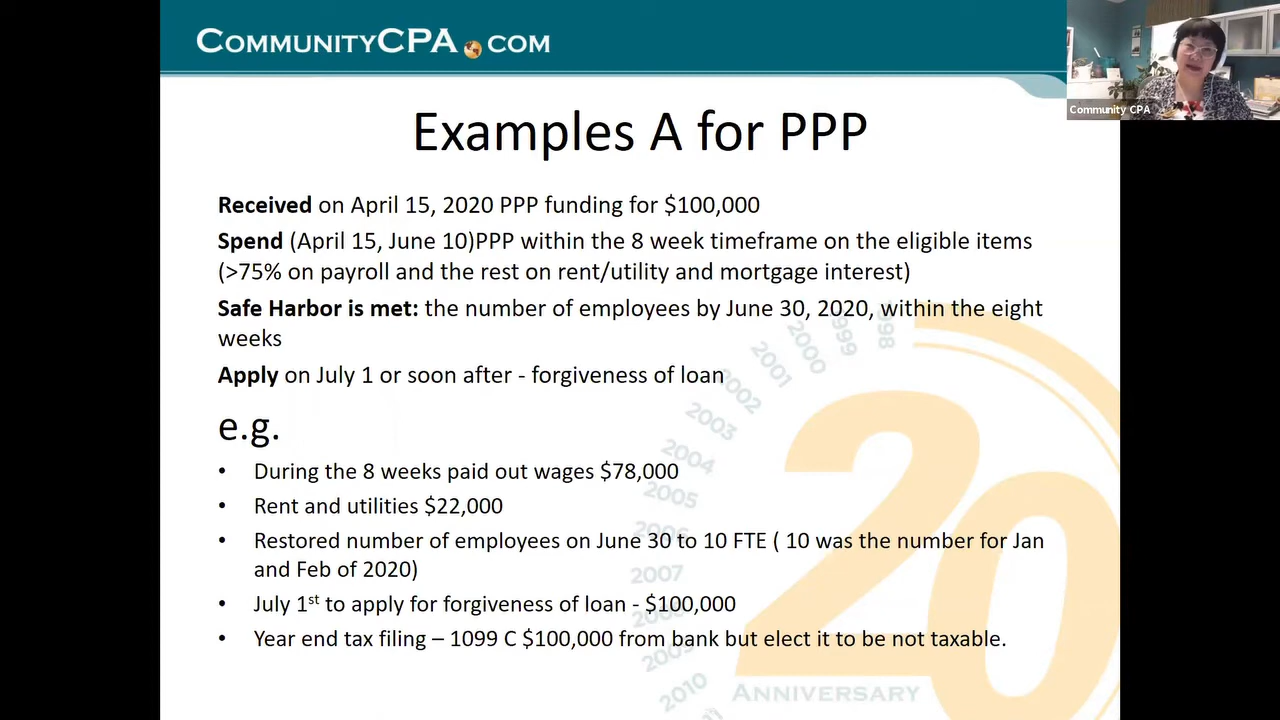 COMMUNITYCPA.COM
Community CPA
Examples A for PPP
Received on April 15, 2020 PPP funding for $100,000
Spend (April 15, June 10)PPP within the 8 week timeframe on the eligible items
(>75% on payroll and the rest on rent/utility and mortgage interest)
Safe Harbor is met: the number of employees by June 30, 2020, within the eight
weeks
Apply on July 1 or soon after - forgiveness of loan
e.g.
• During the 8 weeks paid out wages $78,000
• Rent and utilities $22,000
• Restored number of employees on June 30 to 10 FTE ( 10 was the number for Jan
and Feb of 2020)
• July 1st to apply for forgiveness of loan - $100,000
• Year end tax filing – 1099 C $100,000 from bank but elect it to be not taxable.
998
999
2000
2001
2002
2003
2004
2005
2006
2007
2009
2010
20
ANNIVERSARY